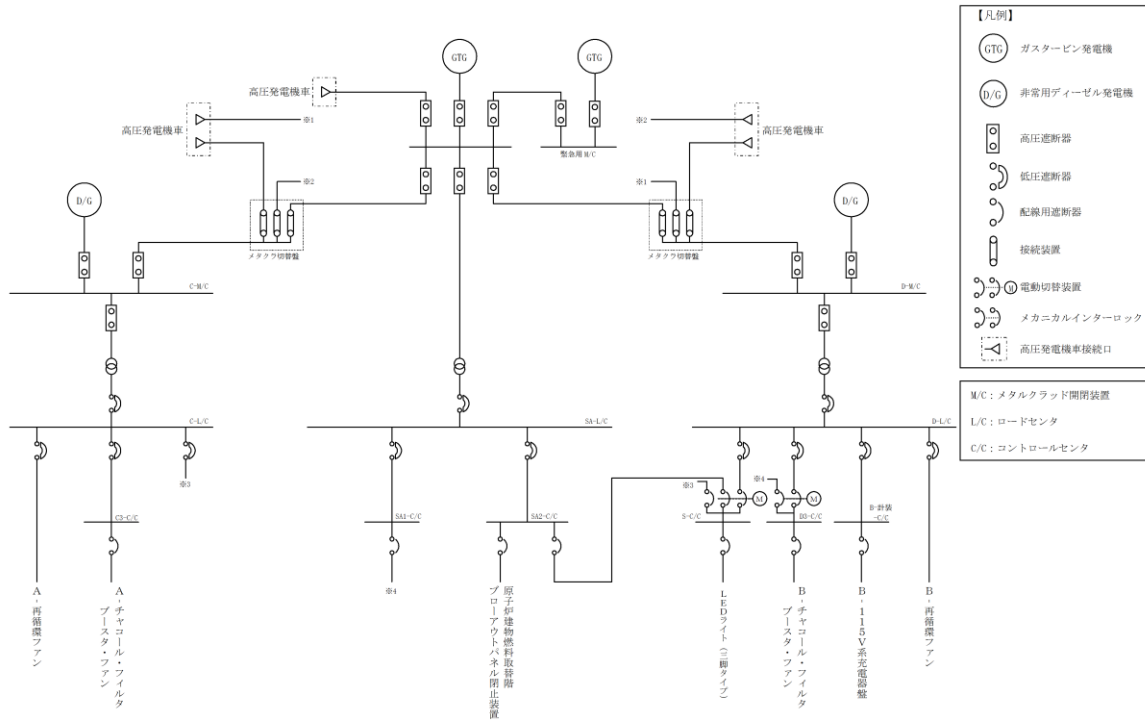 GTG
GTG
高圧発電機車
高圧発電機車
※1
※2
高圧発電機車
緊急用M/C
※2
※1
D/G
D/G
メタクラ切替盤
メタクラ切替盤
C-M/C
D-M/C
C-L/C
SA-L/C
D-L/C
※3
※3
※4
M
M
C3-C/C
SA1-C/C
SA2-C/C
S-C/C
D3-C/C
B-計装
-C/C
※4
A-再循環ファン
A-チャコール・フィルタ
ブースタ・ファン
原子炉建物燃料取替階
ブローアウトパネル閉止装置
LEDライト（三脚タイプ）
B-チャコール・フィルタ
ブースタ・ファン
B-115V系充電器盤
B-再循環ファン
【凡例】
GTG ガスタービン発電機
D/G 非常用ディーゼル発電機
高圧遮断器
低圧遮断器
配線用遮断器
接続装置
M 電動切替装置
メカニカルインターロック
高圧発電機車接続口
M/C：メタルクラッド開閉装置
L/C：ロードセンタ
C/C：コントロールセンタ